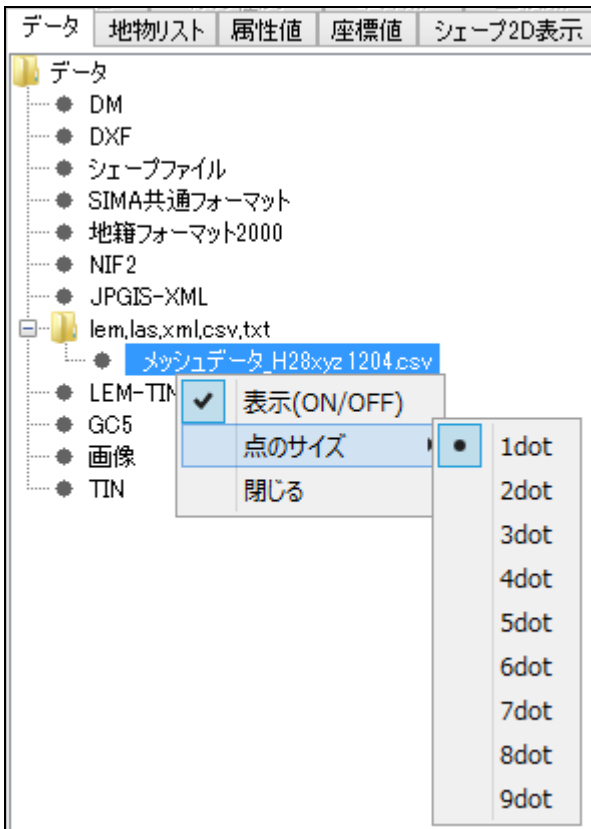 データ 地物リスト 属性値 座標値 シェープ2D表示
データ
DM
DXF
シェープファイル
SIMA共通フォーマット
地籍フォーマット2000
NIF2
JPGIS-XML
lem,las,xml,csv,txt
メッシュデータ_H28xyz1204.csv
LEM-TIN
GC5
画像
TIN
表示(ON/OFF)
点のサイズ
閉じる
1dot
2dot
3dot
4dot
5dot
6dot
7dot
8dot
9dot